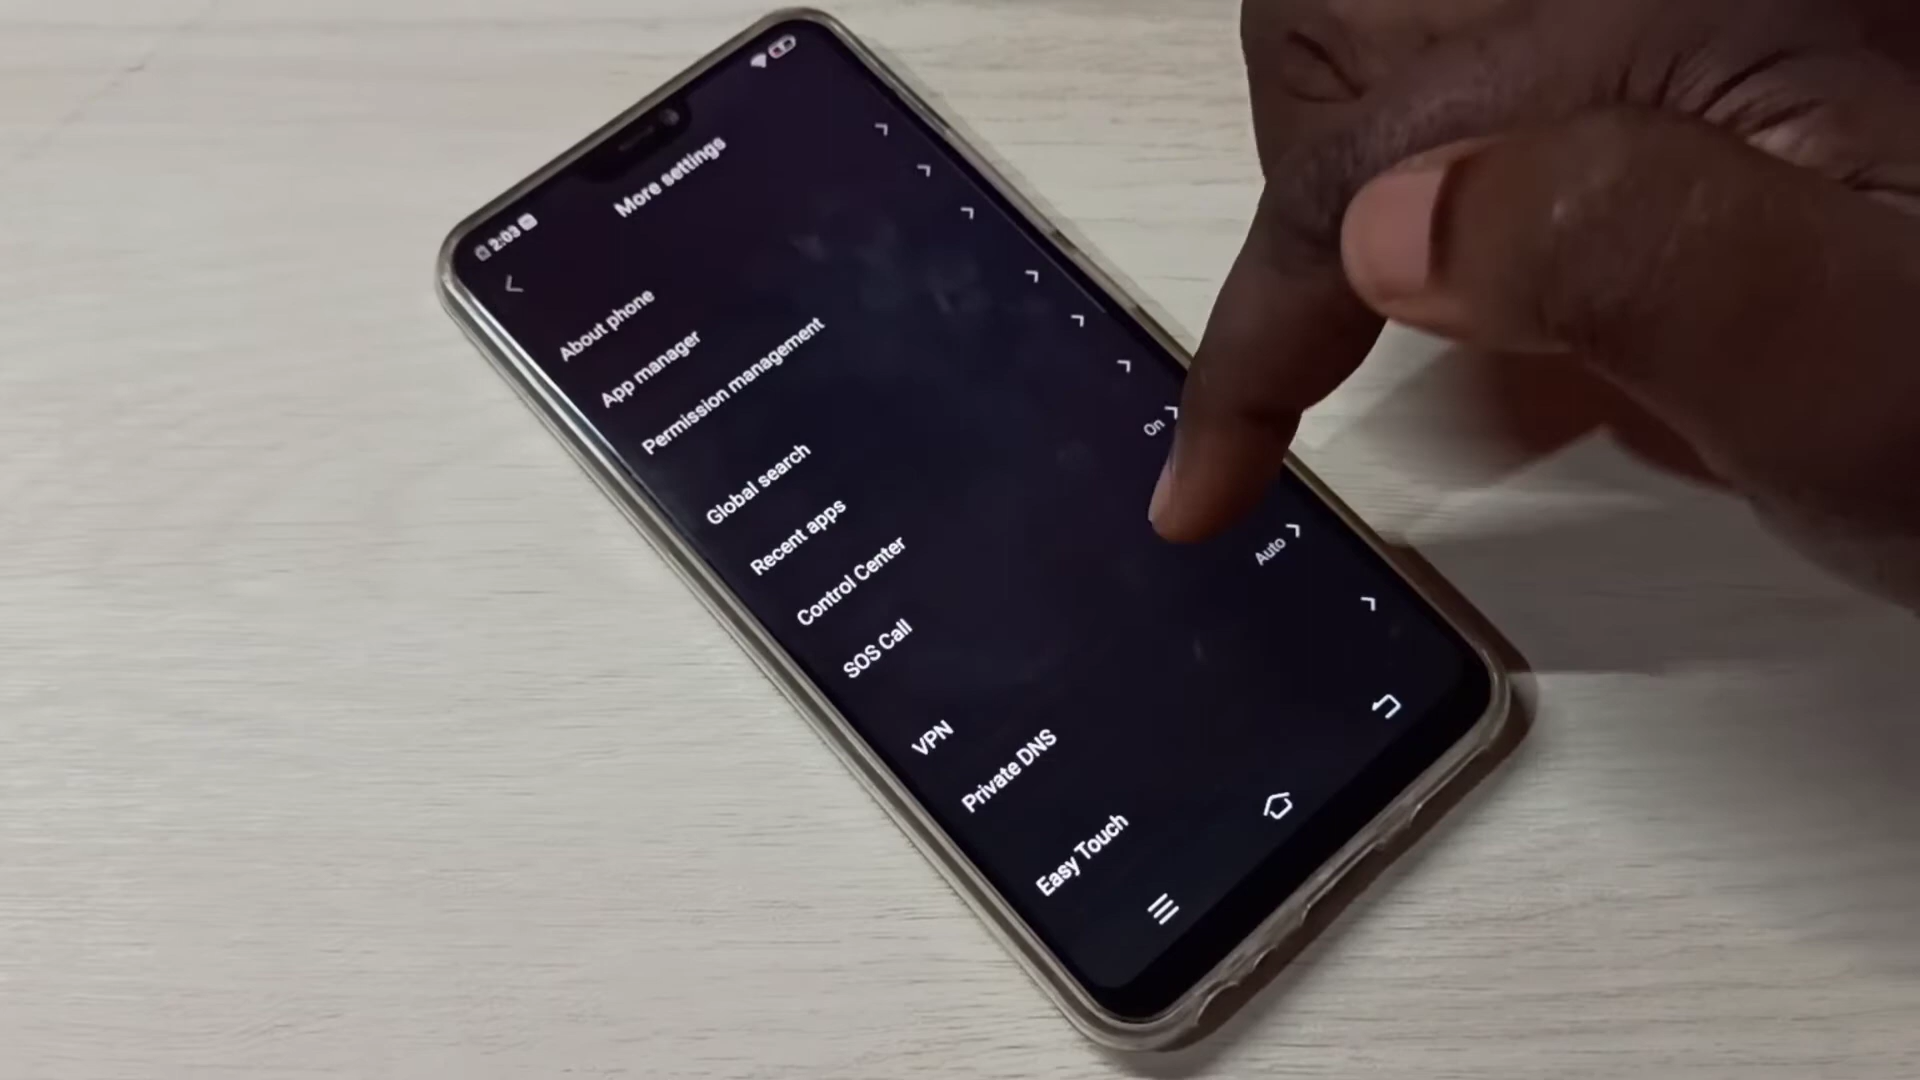 2:03
More settings
About phone
App manager
Permission management
Global search
Recent apps
Control Center
SOS Call On
VPN
Private DNS Auto
Easy Touch